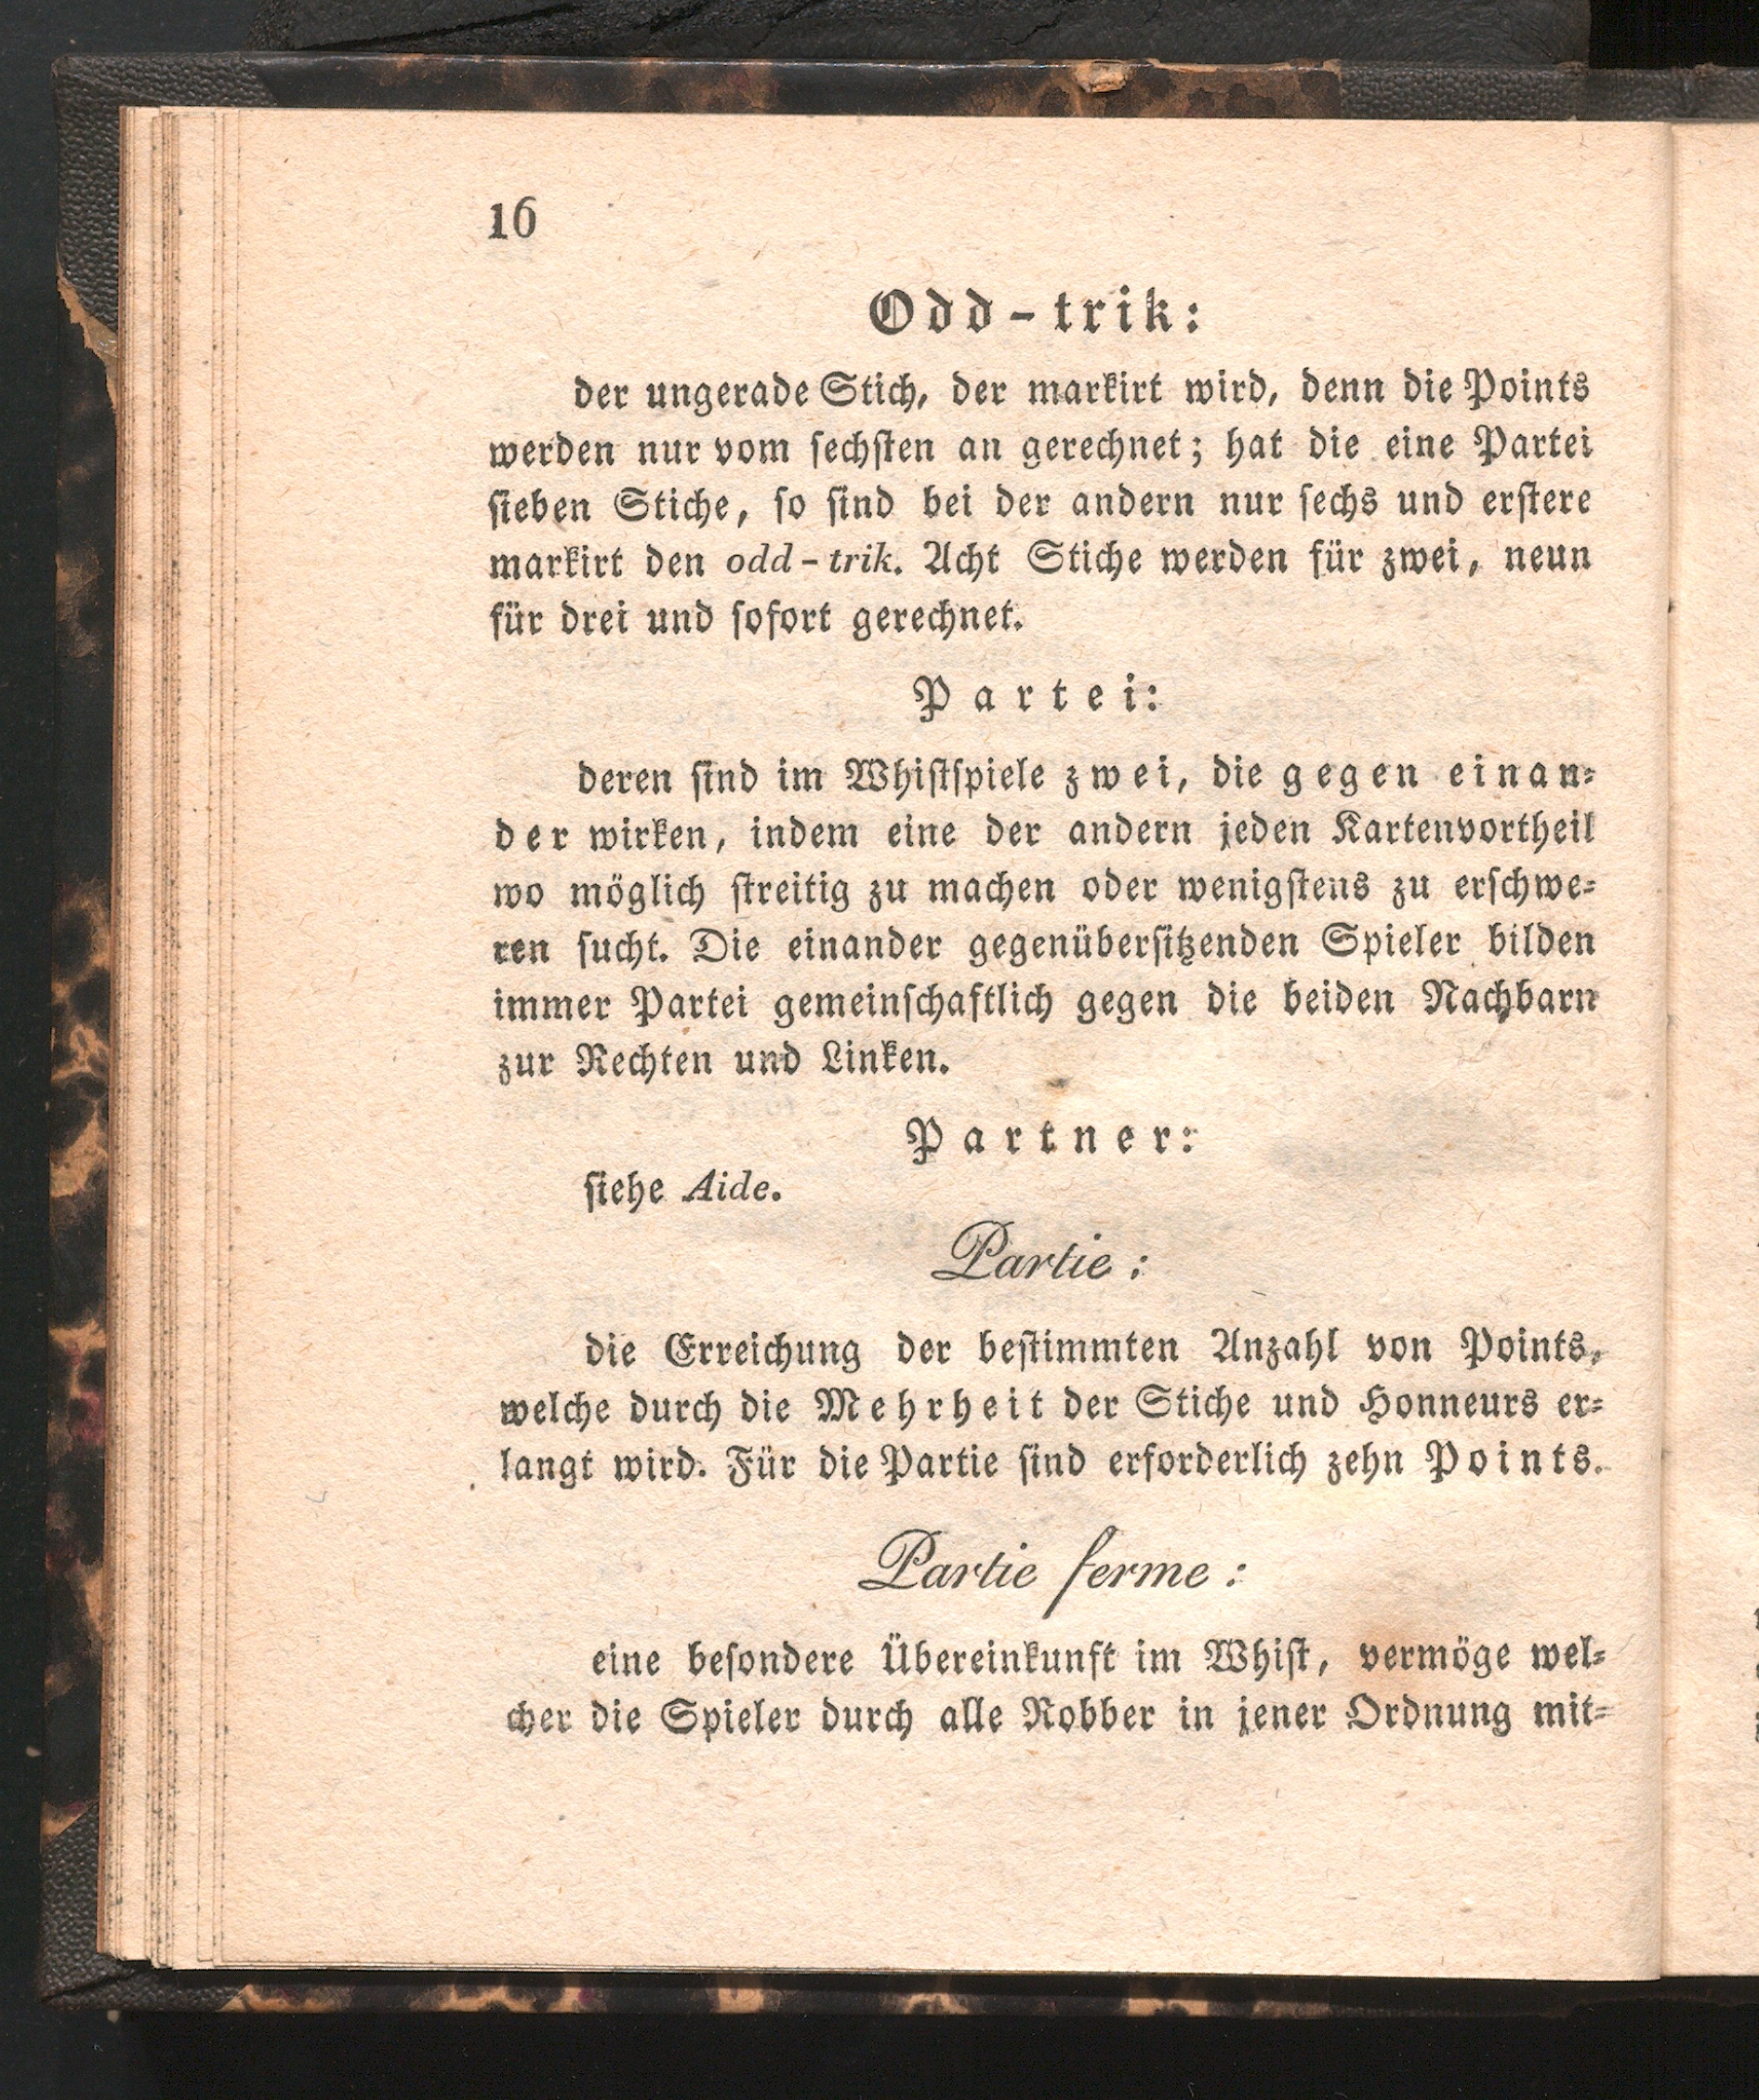 16
Odd-trik:
der ungerade Stich, der markirt wird, denn die Points
werden nur vom ſechſten an gerechnet; hat die eine Partei
ſieben Stiche, ſo ſind bei der andern nur ſechs und erſtere
markirt den odd-trik. Acht Stiche werden für zwei, neun
für drei und ſofort gerechnet.
Partei:
deren ſind im Whiſtſpiele zwei, die gegen einan⸗
der wirken, indem eine der andern jeden Kartenvortheil
wo möglich ſtreitig zu machen oder wenigſtens zu erſchwe⸗
ren ſucht. Die einander gegenüberſitzenden Spieler bilden
immer Partei gemeinſchaftlich gegen die beiden Nachbarn
zur Rechten und Linken.
Partner:
ſiehe Aide.
Partie:
die Erreichung der beſtimmten Anzahl von Points,
welche durch die Mehrheit der Stiche und Honneurs er⸗
langt wird. Für die Partie ſind erforderlich zehn Points.
Partie ferme:
eine beſondere Übereinkunft im Whiſt, vermöge wel⸗
cher die Spieler durch alle Robber in jener Ordnung mit⸗